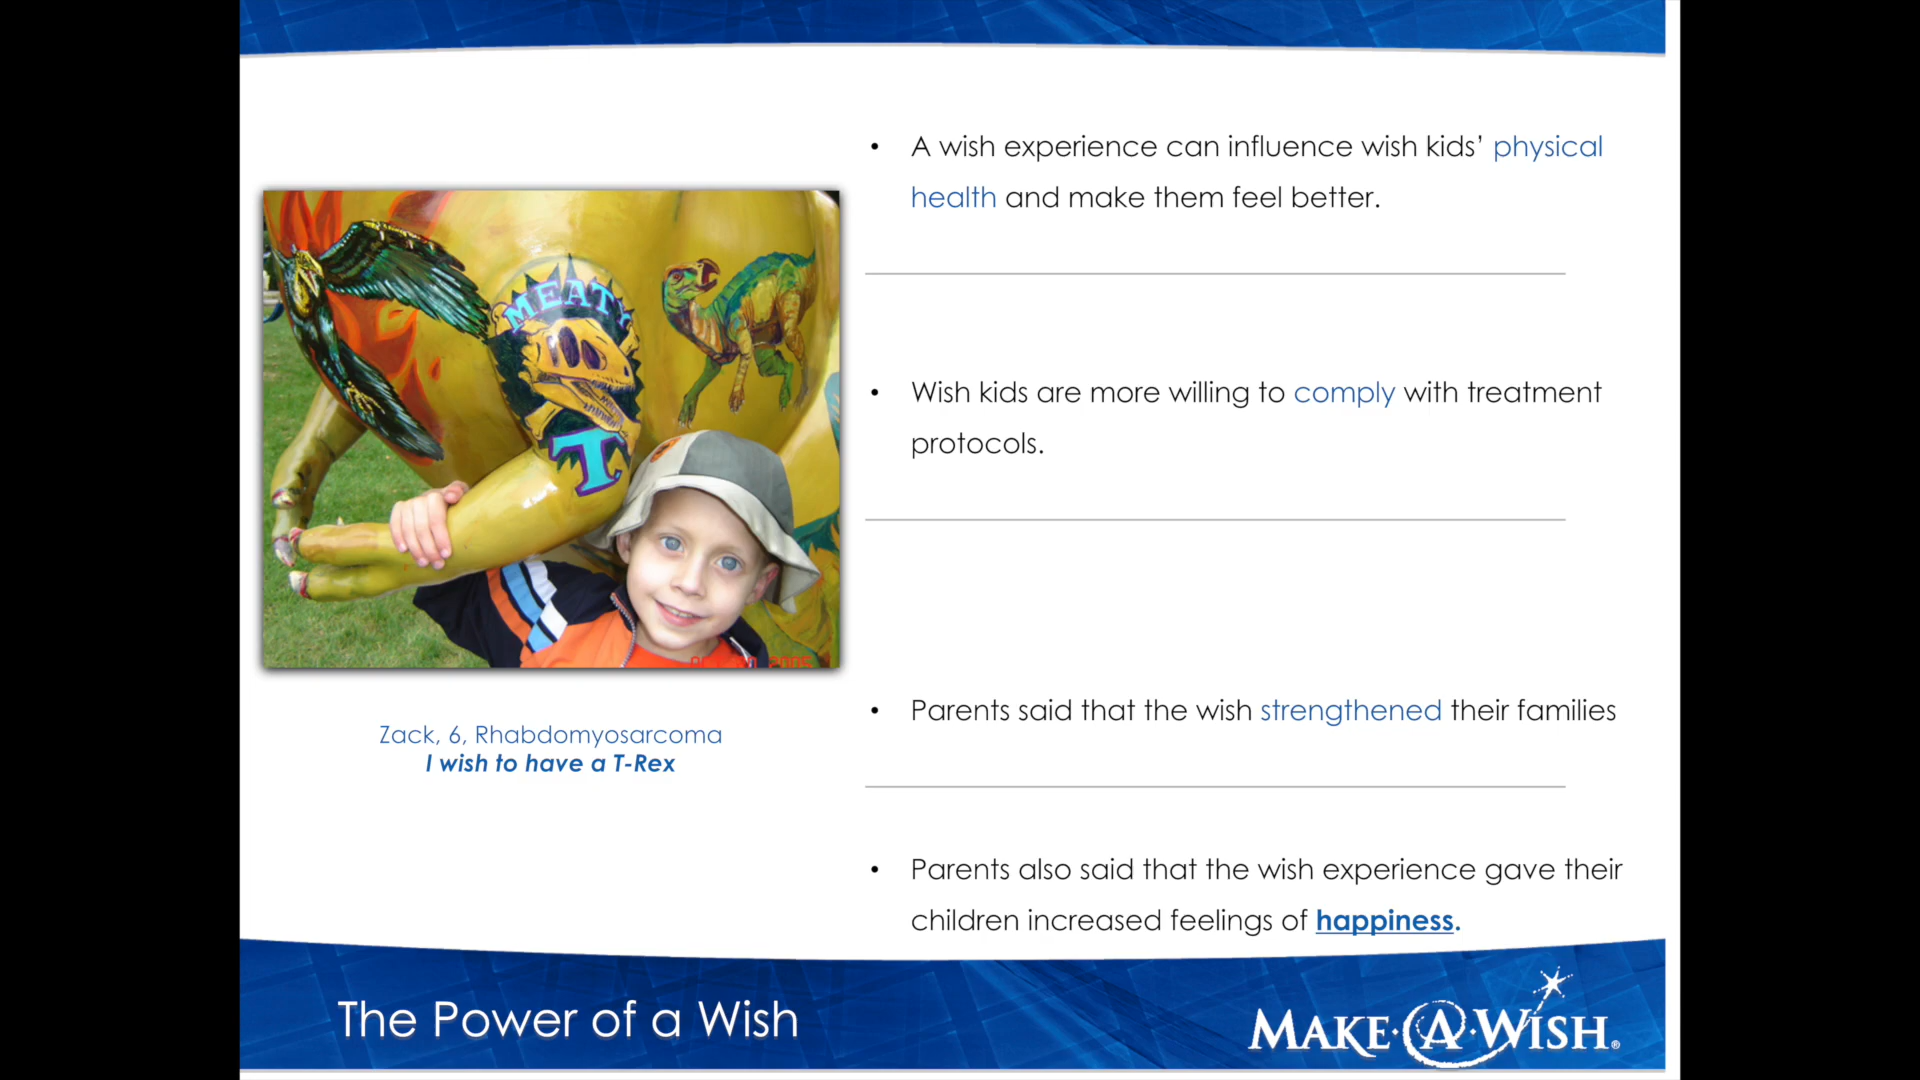 • A wish experience can influence wish kids’ physical
health and make them feel better.
MEATY
T.
• Wish kids are more willing to comply with treatment
protocols.
• Parents said that the wish strengthened their families
Zack, 6, Rhabdomyosarcoma
I wish to have a T-Rex
• Parents also said that the wish experience gave their
children increased feelings of happiness.
The Power of a Wish
MAKE·A·WISH®